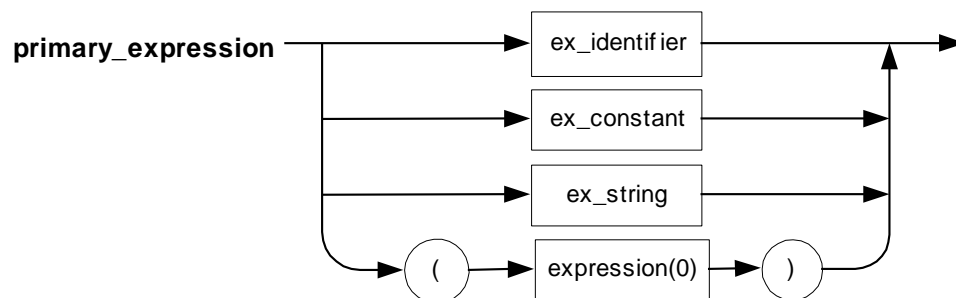 primary_expression
ex_identifier
ex_constant
ex_string
( expression(0) )